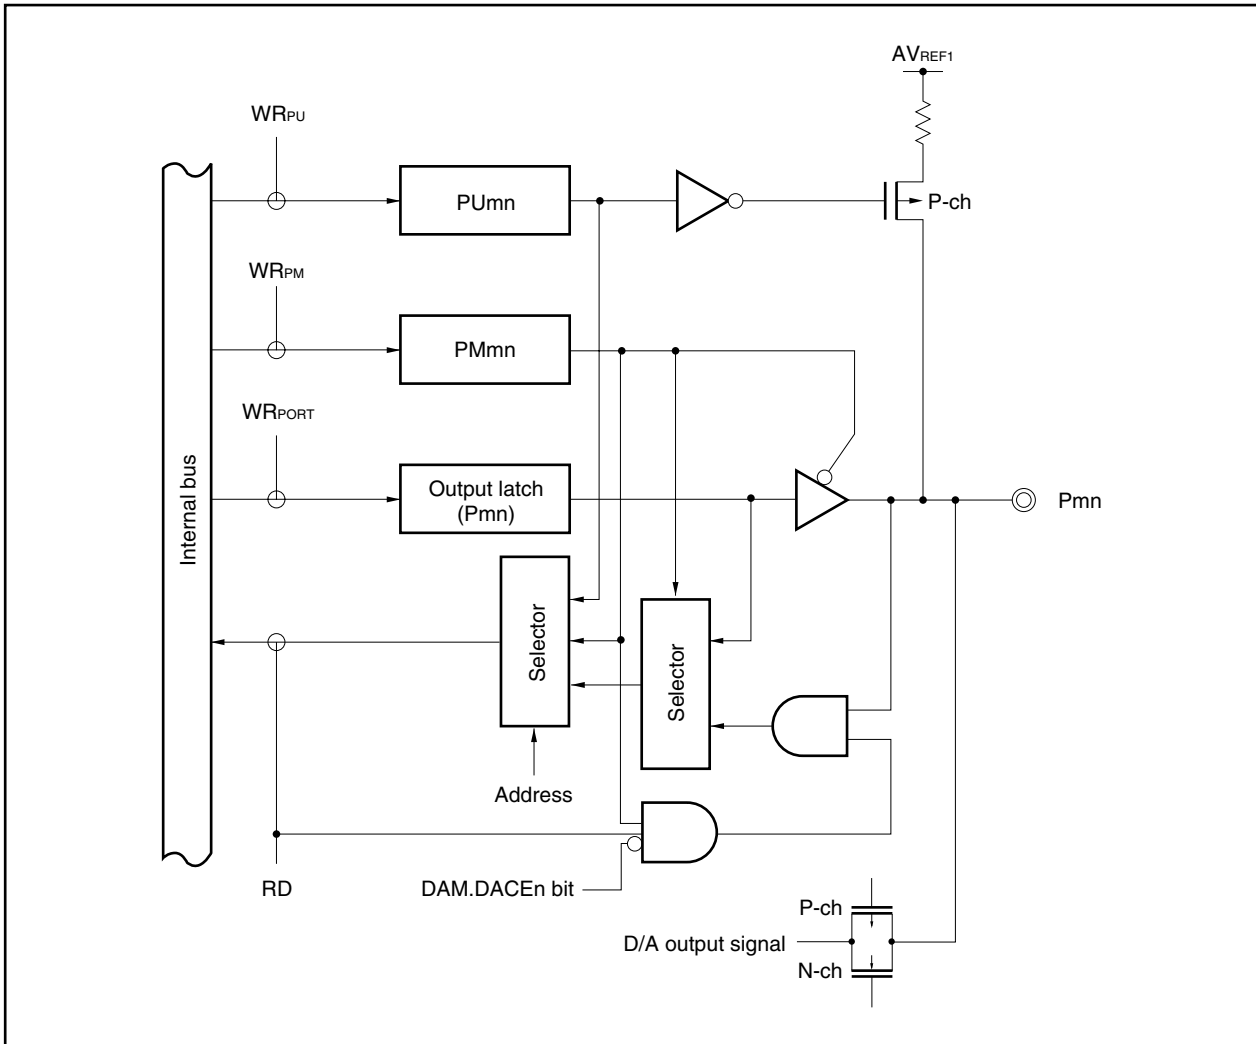 AVREF1
WRPU
PUmn
P-ch
WRPM
PMmn
WRPORT
Output latch
(Pmn)
Pmn
Internal bus
Selector
Selector
Address
RD
DAM.DACEn bit
P-ch
D/A output signal
N-ch